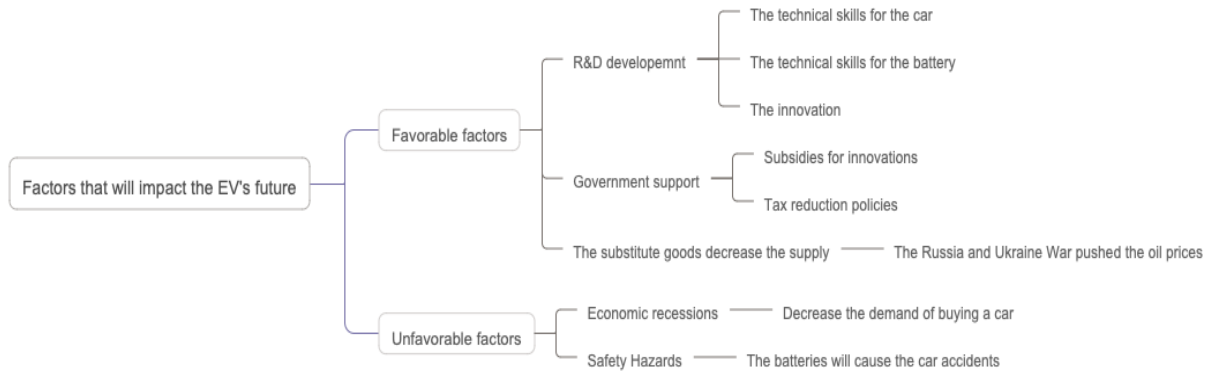 Factors that will impact the EV's future
Favorable factors
R&D developemnt
The technical skills for the car
The technical skills for the battery
The innovation
Government support
Subsidies for innovations
Tax reduction policies
The substitute goods decrease the supply
The Russia and Ukraine War pushed the oil prices
Unfavorable factors
Economic recessions
Decrease the demand of buying a car
Safety Hazards
The batteries will cause the car accidents